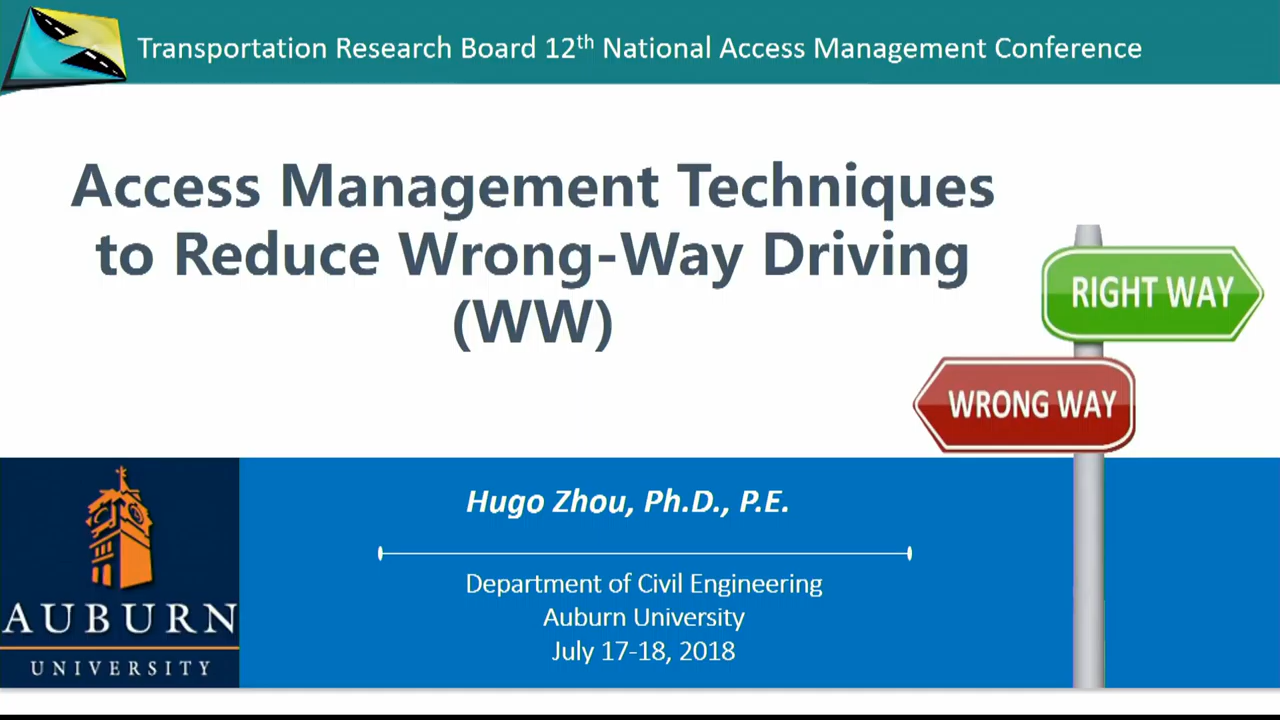 Transportation Research Board 12th National Access Management Conference
Access Management Techniques
to Reduce Wrong-Way Driving
(WW)
RIGHT WAY
WRONG WAY
Hugo Zhou, Ph.D., P.E.
Department of Civil Engineering
Auburn University
July 17-18, 2018
AUBURN
UNIVERSITY